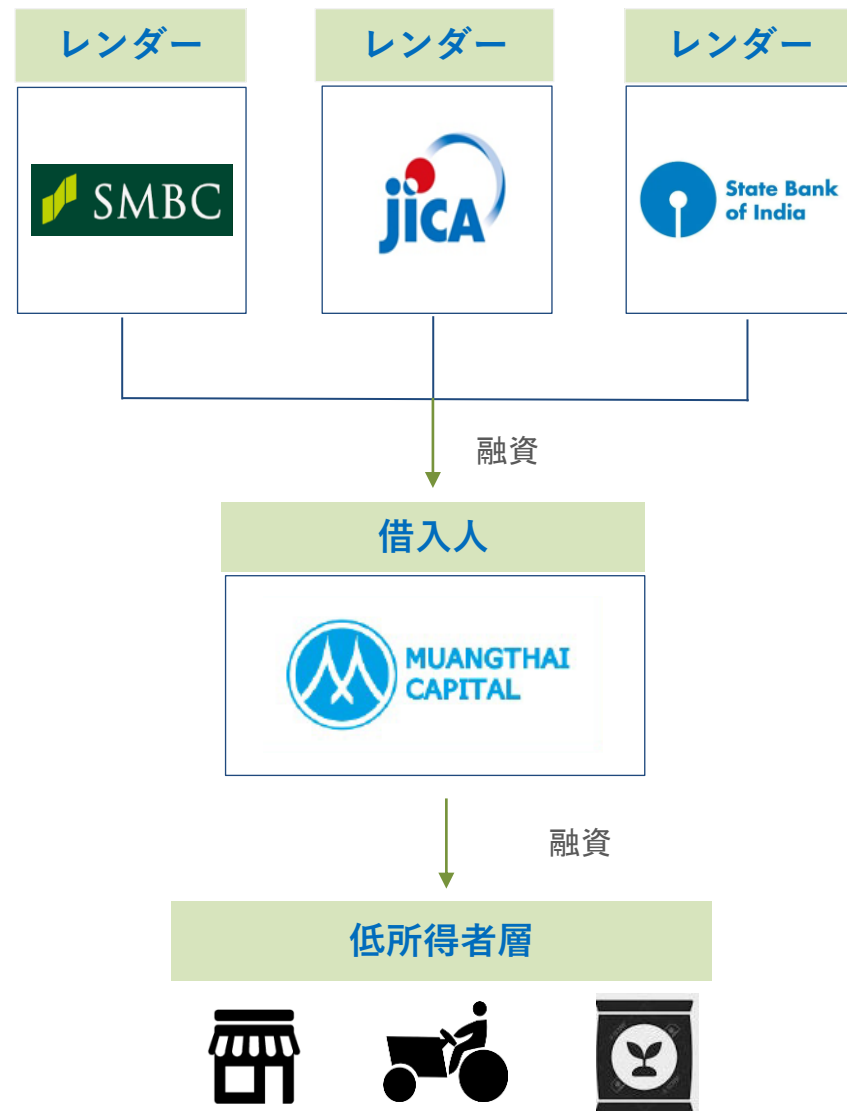 レンダー
レンダー
レンダー
SMBC
jICA
State Bank
of India
融資
借入人
MUANGTHAI
CAPITAL
融資
低所得者層